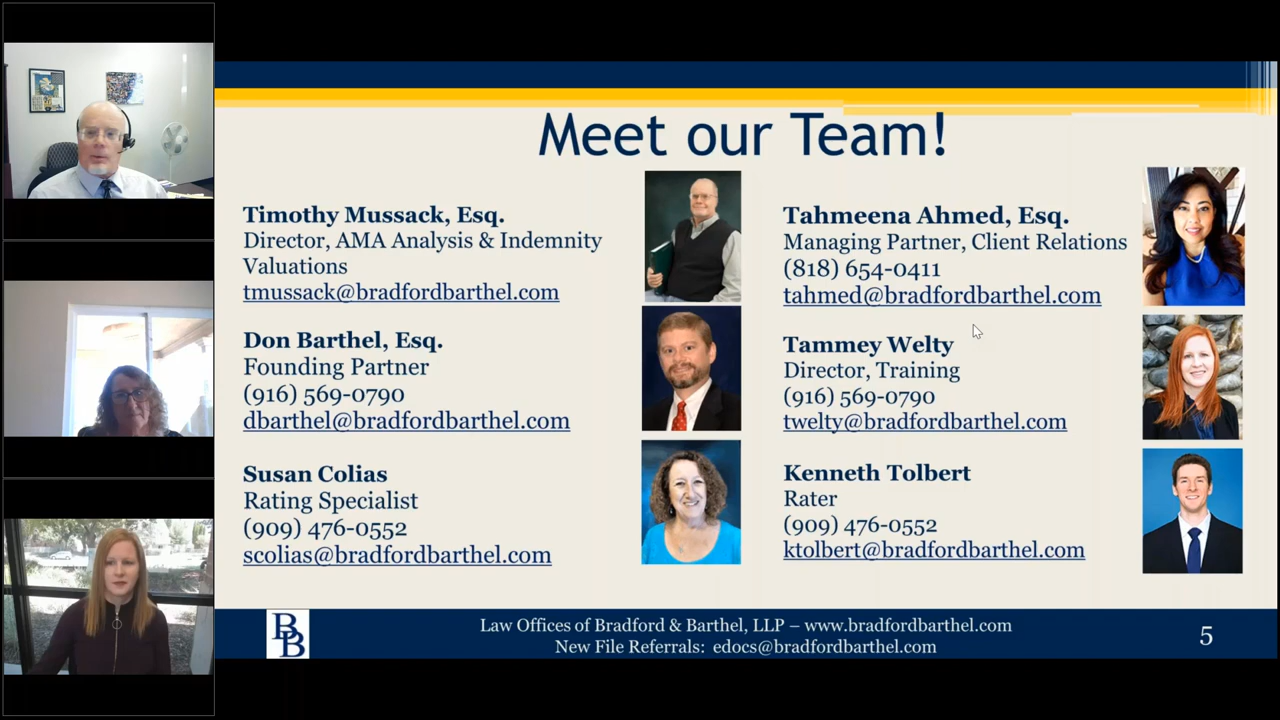 Meet our Team!
Timothy Mussack, Esq.
Director, AMA Analysis & Indemnity
Valuations
tmussack@bradfordbarthel.com
Don Barthel, Esq.
Founding Partner
(916) 569-0790
dbarthel@bradfordbarthel.com
Susan Colias
Rating Specialist
(909) 476-0552
scolias@bradfordbarthel.com
Tahmeena Ahmed, Esq.
Managing Partner, Client Relations
(818) 654-0411
tahmed@bradfordbarthel.com
Tammey Welty
Director, Training
(916) 569-0790
twelty@bradfordbarthel.com
Kenneth Tolbert
Rater
(909) 476-0552
ktolbert@bradfordbarthel.com
BB
Law Offices of Bradford & Barthel, LLP – www.bradfordbarthel.com
New File Referrals: edocs@bradfordbarthel.com
5